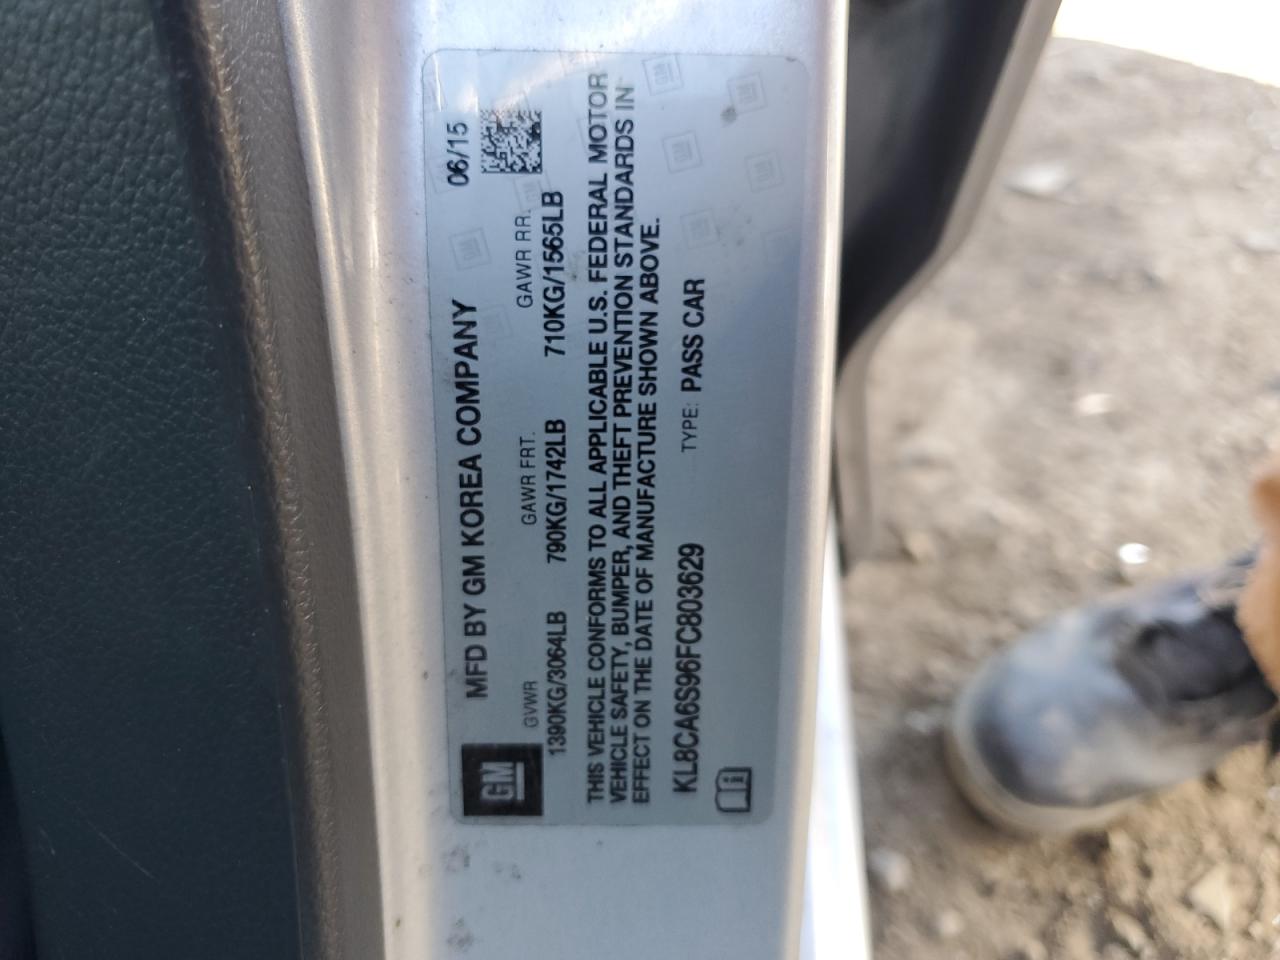 GM
MFD BY GM KOREA COMPANY
06/15
GVWR
GAWR FRT.
GAWR RR.
1390KG/3064LB
790KG/1742LB
710KG/1565LB
THIS VEHICLE CONFORMS TO ALL APPLICABLE U.S. FEDERAL MOTOR
VEHICLE SAFETY, BUMPER, AND THEFT PREVENTION STANDARDS IN
EFFECT ON THE DATE OF MANUFACTURE SHOWN ABOVE.
KL8CA6S96FC803629
TYPE: PASS CAR